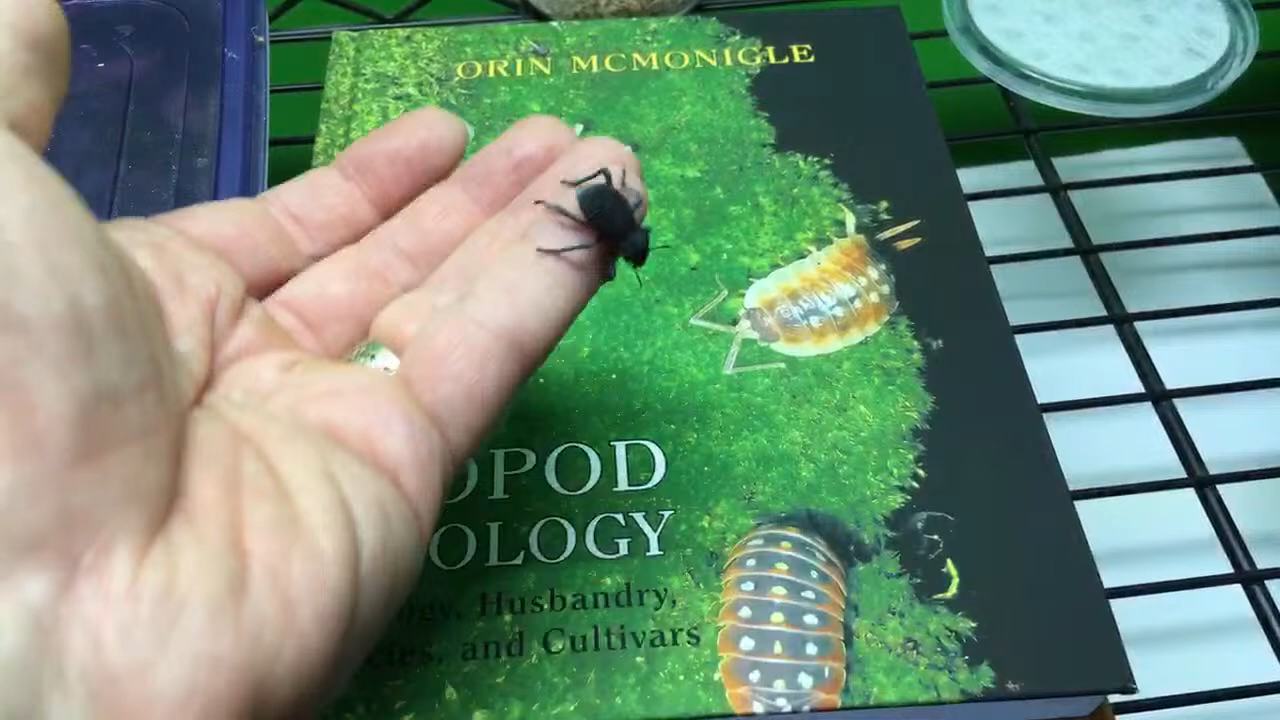 ORIN MCMONIGLE
OPOD
OLOGY
Husbandry,
and Cultivars